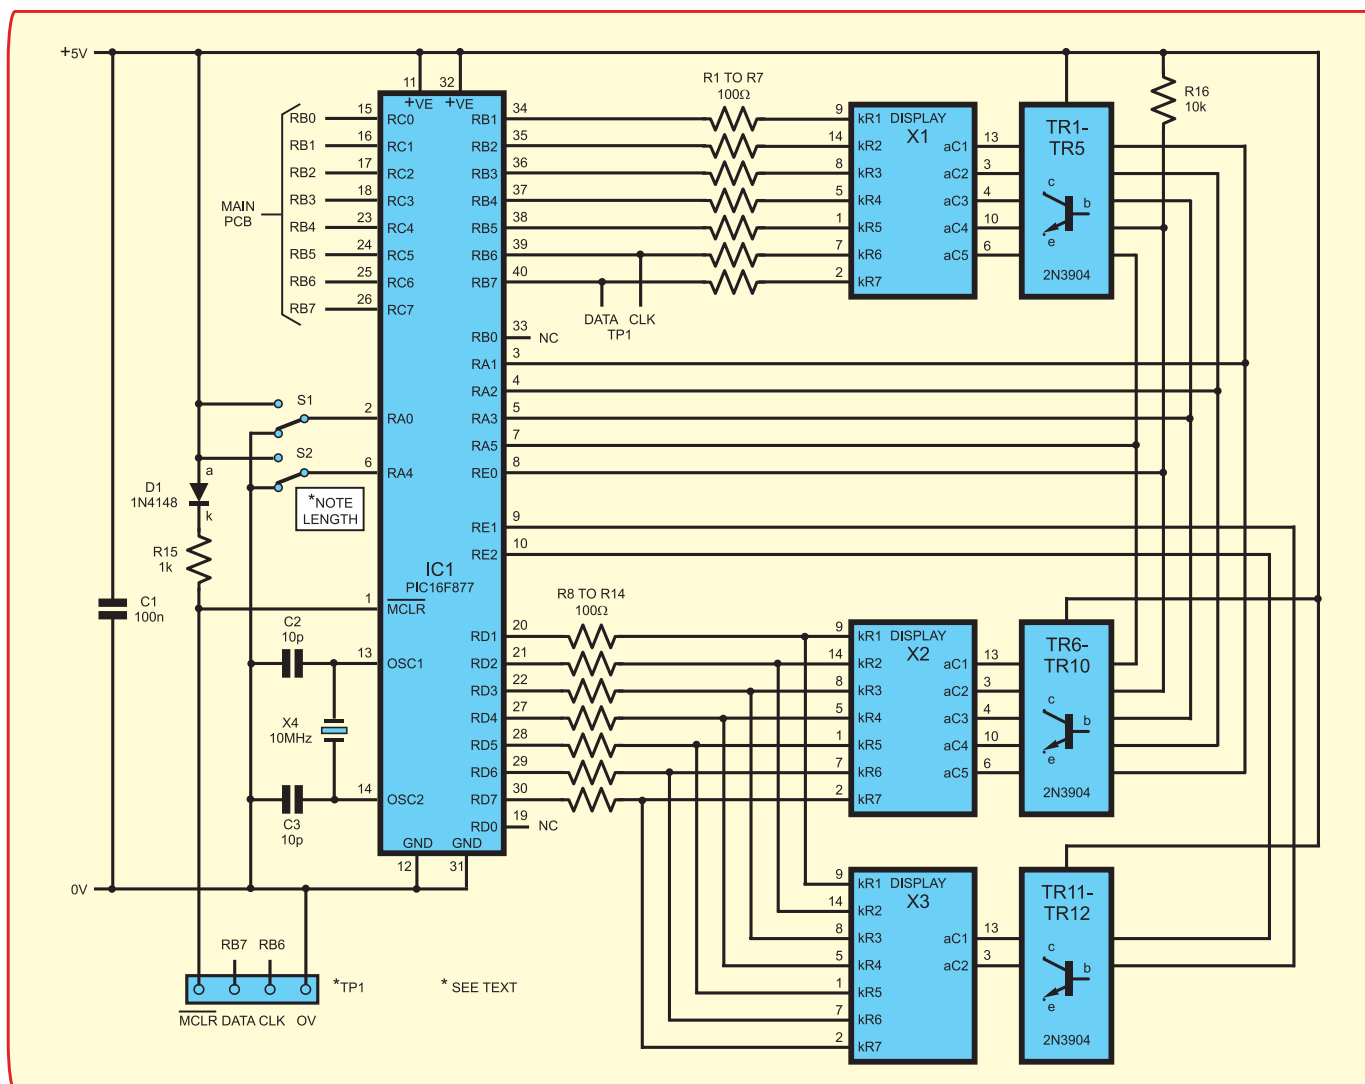 +5V
11
32
+VE
+VE
R1 TO R7
100Ω
R16
10k
MAIN
PCB
RB0
15
RC0
RB1
16
RC1
RB2
17
RC2
RB3
18
RC3
RB4
23
RC4
RB5
24
RC5
RB6
25
RC6
RB7
26
RC7
RB1
34
RB2
35
RB3
36
RB4
37
RB5
38
RB6
39
RB7
40
DATA
CLK
TP1
RB0
33
NC
RA1
3
RA2
4
RA3
5
RA5
7
RE0
8
RE1
9
RE2
10
9
kR1
14
kR2
8
kR3
5
kR4
1
kR5
7
kR6
2
kR7
DISPLAY
X1
aC1
13
aC2
3
aC3
4
aC4
10
aC5
6
TR1-
TR5
c
b
e
2N3904
S1
2
RA0
S2
6
RA4
*NOTE
LENGTH
D1
1N4148
a
k
R15
1k
C1
100n
IC1
PIC16F877
1
MCLR
C2
10p
13
OSC1
X4
10MHz
C3
10p
14
OSC2
GND
GND
12
31
R8 TO R14
100Ω
RD1
20
RD2
21
RD3
22
RD4
27
RD5
28
RD6
29
RD7
30
RD0
19
NC
9
kR1
14
kR2
8
kR3
5
kR4
1
kR5
7
kR6
2
kR7
DISPLAY
X2
aC1
13
aC2
3
aC3
4
aC4
10
aC5
6
TR6-
TR10
c
b
e
2N3904
9
kR1
14
kR2
8
kR3
5
kR4
1
kR5
7
kR6
2
kR7
DISPLAY
X3
aC1
13
aC2
3
TR11-
TR12
c
b
e
2N3904
0V
RB7
RB6
*TP1
* SEE TEXT
MCLR DATA CLK OV